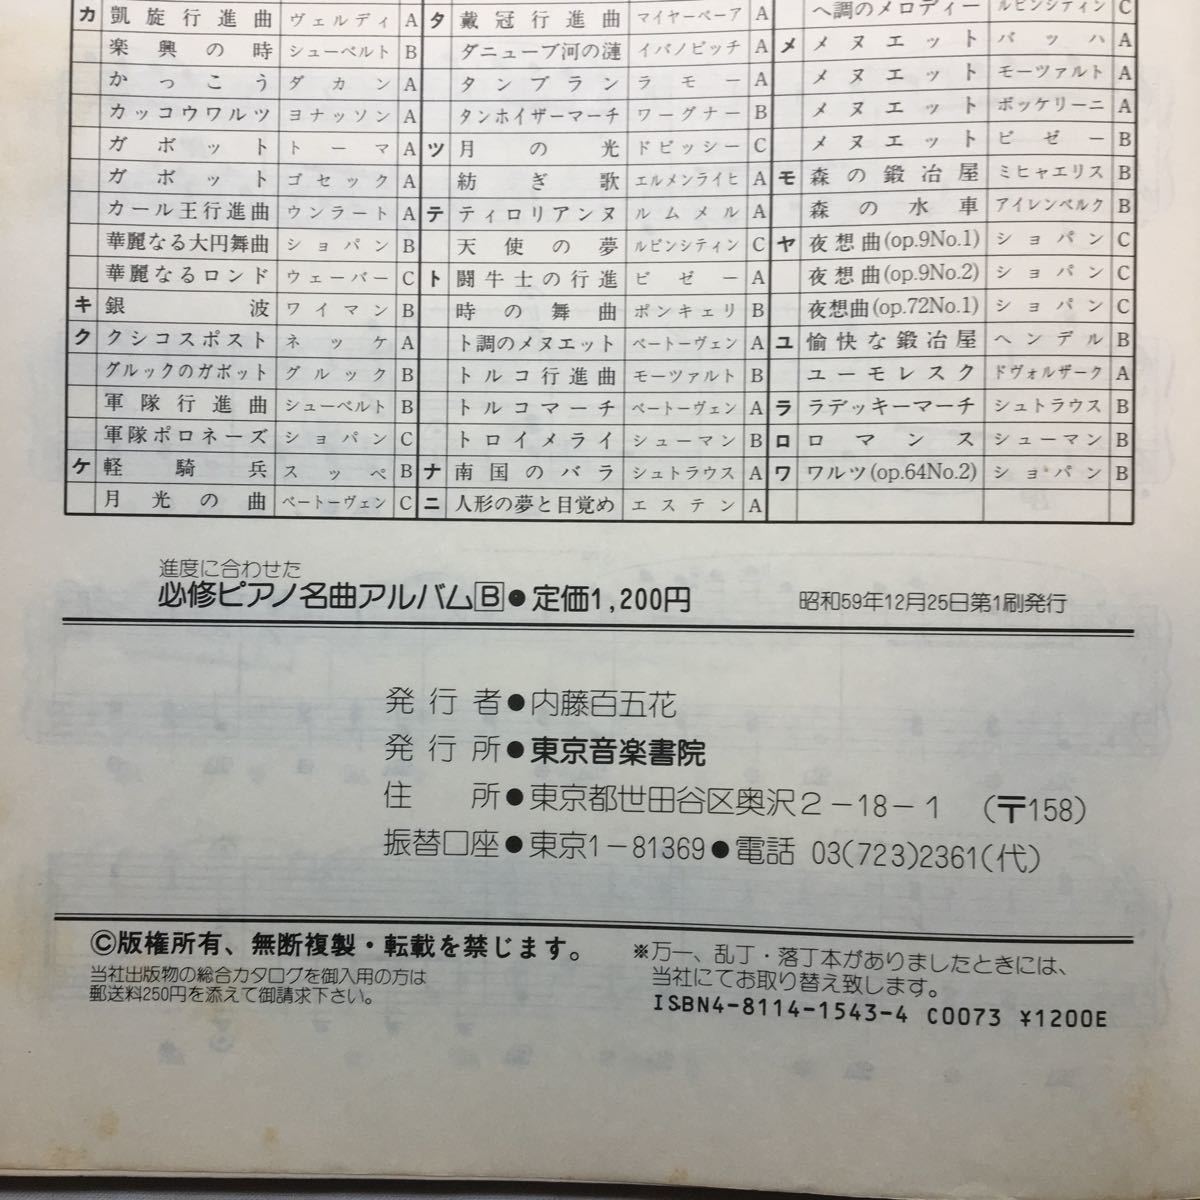 カ 凱旋行進曲 ヴェルディ A
楽興の時 シューベルト B
かっこう ダカン A
カッコウワルツ ヨナッソン A
ガボット トーマ A
ガボット ゴセック A
カール王行進曲 ウンラート A
華麗なる大円舞曲 ショパン B
華麗なるロンド ウェーバー C
キ 銀波 ワイマン B
ク クシコスポスト ネッケ A
グルックのガボット グルック B
軍隊行進曲 シューベルト B
軍隊ポロネーズ ショパン C
ケ 軽騎兵 スッペ B
月光の曲 ベートーヴェン C
タ 戴冠行進曲 マイヤーベーア A
ダニューブ河の漣 イバノビッチ A
タンブラン ラモー A
タンホイザーマーチ ワーグナー B
ツ 月の光 ドビッシー C
紡ぎ歌 エルメンライヒ A
テ ティロリアンヌ ルムメル A
天使の夢 ルビンシティン C
ト 闘牛士の行進 ビゼー A
時の舞曲 ポンキェリ B
ト調のメヌエット ベートーヴェン A
トルコ行進曲 モーツァルト B
トルコマーチ ベートーヴェン A
トロイメライ シューマン B
ナ 南国のバラ シュトラウス A
ニ 人形の夢と目覚め エステン A
ヘ調のメロディー ルビンシティン C
メ メヌエット バッハ A
メヌエット モーツァルト A
メヌエット ボッケリーニ A
メヌエット ビゼー B
モ 森の鍛冶屋 ミヒャエリス B
森の水車 アイレンベルク B
ヤ 夜想曲(op.9No.1) ショパン C
夜想曲(op.9No.2) ショパン C
夜想曲(op.72No.1) ショパン C
ユ 愉快な鍛冶屋 ヘンデル B
ユーモレスク ドヴォルザーク A
ラ ラデッキーマーチ シュトラウス B
ロ ロマンス シューマン B
ワ ワルツ(op.64No.2) ショパン B
進度に合わせた
必修ピアノ名曲アルバムB●定価1,200円
昭和59年12月25日第1刷発行
発行者●内藤百五花
発行所●東京音楽書院
住所●東京都世田谷区奥沢2-18-1 (〒158)
振替口座●東京1-81369●電話 03(723)2361(代)
©版権所有、無断複製・転載を禁じます。
当社出版物の総合カタログを御入用の方は
郵送料250円を添えて御請求下さい。
※万一、乱丁・落丁本がありましたときには、
当社にてお取り替え致します。
ISBN4-8114-1543-4 C0073 ¥1200E